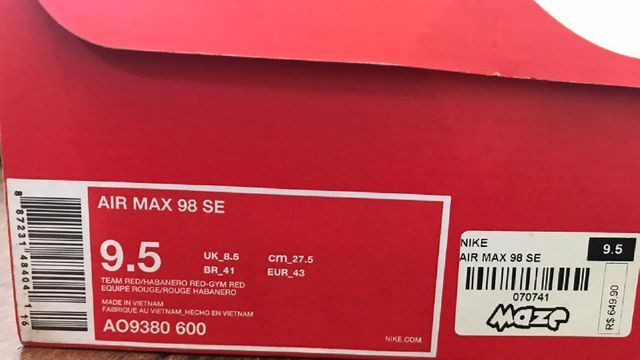 AIR MAX 98 SE
9.5
UK_8.5 cm_27.5
BR_41 EUR_43
TEAM RED/HABANERO RED-GYM RED
EQUIPE ROUGE/ROUGE HABANERO
MADE IN VIETNAM
FABRIQUE AU VIETNAM_HECHO EN VIETNAM
AO9380 600
NIKE.COM
NIKE
AIR MAX 98 SE
9.5
070741
Maze
R$ 649.90